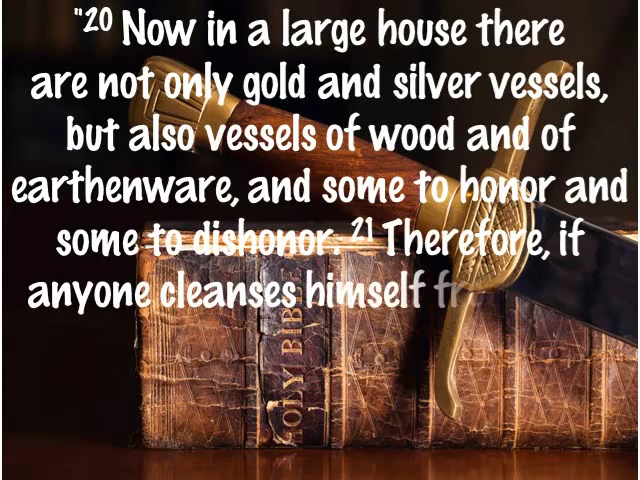 "20 Now in a large house there
are not only gold and silver vessels,
but also vessels of wood and of
earthenware, and some to honor and
some to dishonor. 21 Therefore, if
anyone cleanses himself fr
HOLY BIBLE